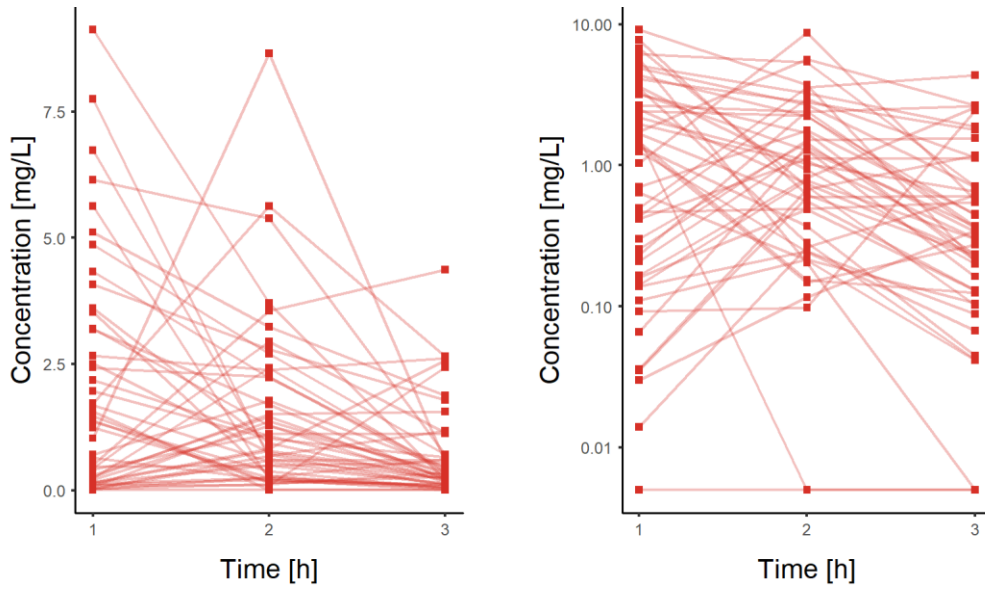 Concentration [mg/L]
7.5
5.0
2.5
0.0
1 2 3
Time [h]
Concentration [mg/L]
10.00
1.00
0.10
0.01
1 2 3
Time [h]